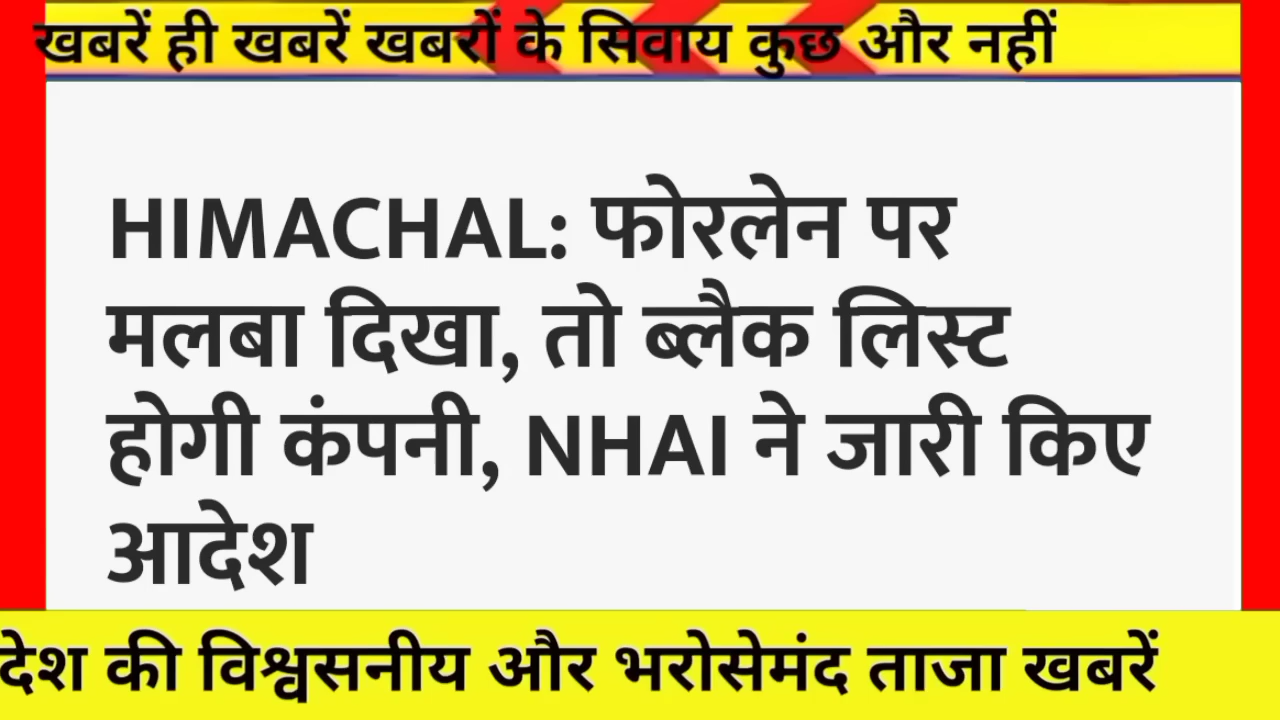 खबरें ही खबरें खबरों के सिवाय कुछ और नहीं
HIMACHAL: फोरलेन पर
मलबा दिखा, तो ब्लैक लिस्ट
होगी कंपनी, NHAI ने जारी किए
आदेश
देश की विश्वसनीय और भरोसेमंद ताजा खबरें